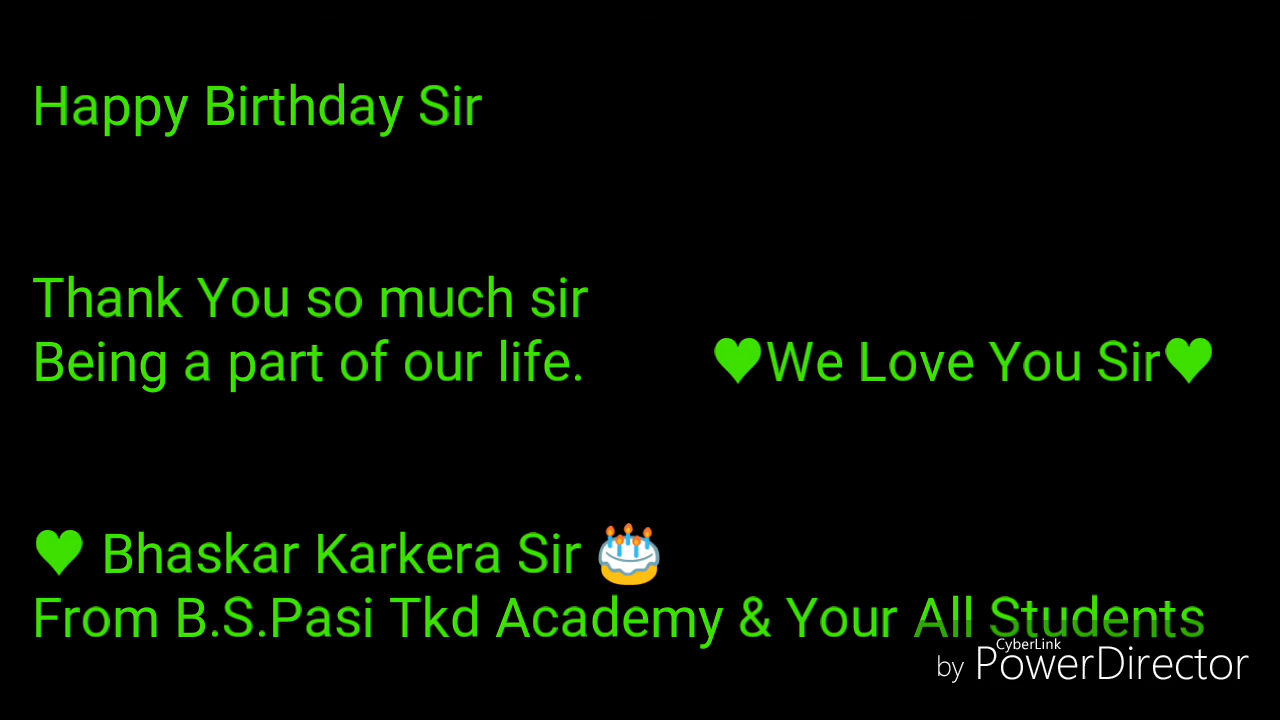 Happy Birthday Sir
Thank You so much sir
Being a part of our life. ♥We Love You Sir♥
♥ Bhaskar Karkera Sir 🎂
From B.S.Pasi Tkd Academy & Your All Students
by CyberLink PowerDirector